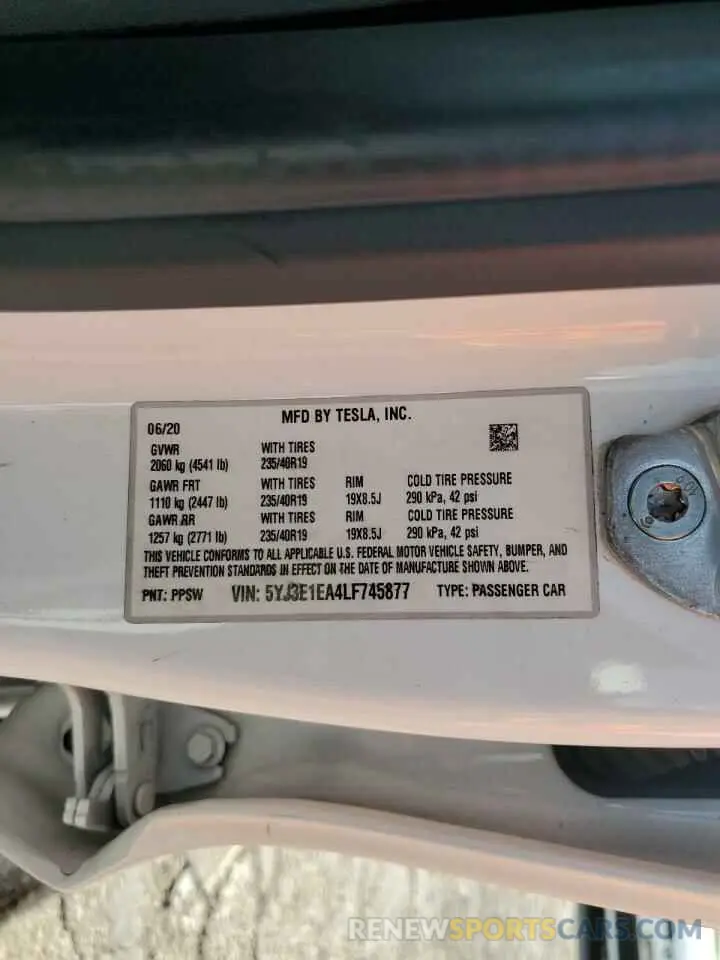 MFD BY TESLA, INC.
06/20
GVWR WITH TIRES
2060 kg (4541 lb) 235/40R19
GAWR FRT WITH TIRES RIM COLD TIRE PRESSURE
1110 kg (2447 lb) 235/40R19 19X8.5J 290 kPa, 42 psi
GAWR RR WITH TIRES RIM COLD TIRE PRESSURE
1257 kg (2771 lb) 235/40R19 19X8.5J 290 kPa, 42 psi
THIS VEHICLE CONFORMS TO ALL APPLICABLE U.S. FEDERAL MOTOR VEHICLE SAFETY, BUMPER, AND
THEFT PREVENTION STANDARDS IN EFFECT ON THE DATE OF MANUFACTURE SHOWN ABOVE.
PNT: PPSW VIN: 5YJ3E1EA4LF745877 TYPE: PASSENGER CAR
RENEWSPORTSCARS.COM